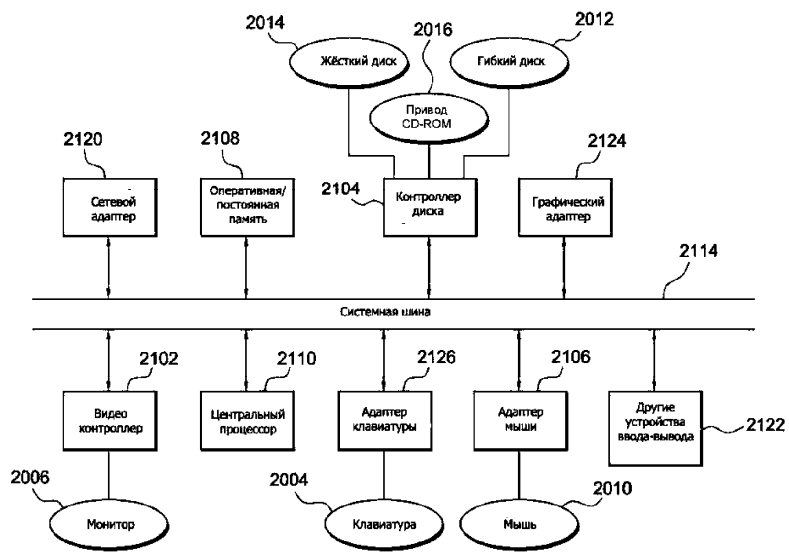 2014
2016
2012
Жёсткий диск
Гибкий диск
Привод
CD-ROM
2120
2108
2104
2124
Сетевой
адаптер
Оперативная/
постоянная
память
Контроллер
диска
Графический
адаптер
2114
Системная шина
2102
2110
2126
2106
Видео
контроллер
Центральный
процессор
Адаптер
клавиатуры
Адаптер
мыши
Другие
устройства
ввода-вывода
2122
2006
2004
2010
Монитор
Клавиатура
Мышь